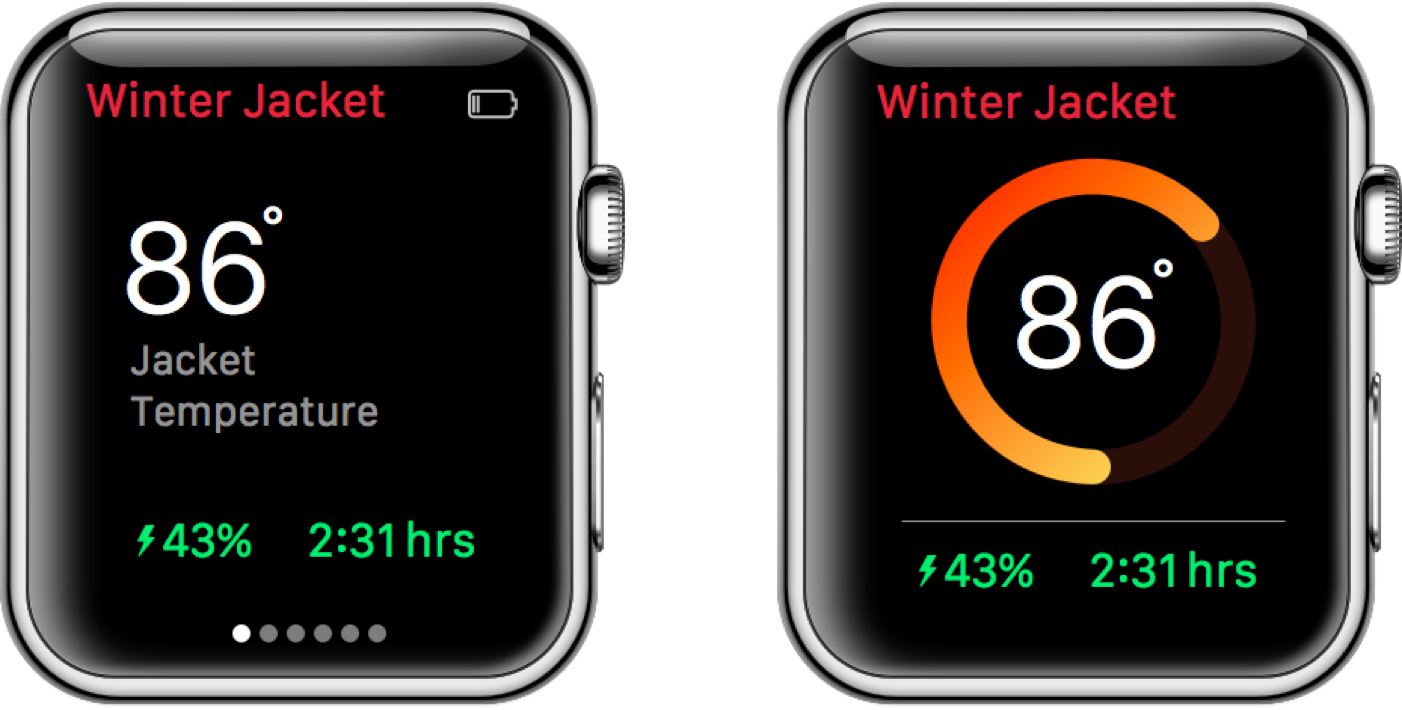 Winter Jacket
86°
Jacket
Temperature
43% 2:31 hrs
Winter Jacket
86°
43% 2:31 hrs